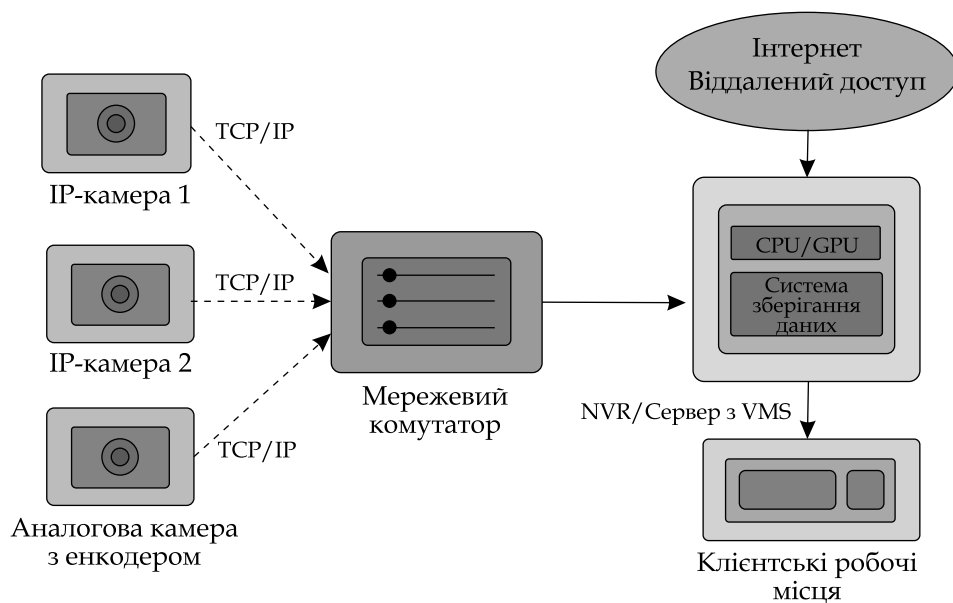 Інтернет
Віддалений доступ
TCP/IP
IP-камера 1
CPU/GPU
Система
зберігання
даних
TCP/IP
IP-камера 2
Мережевий
комутатор
NVR/Сервер з VMS
TCP/IP
Аналогова камера
з енкодером
Клієнтські робочі
місця